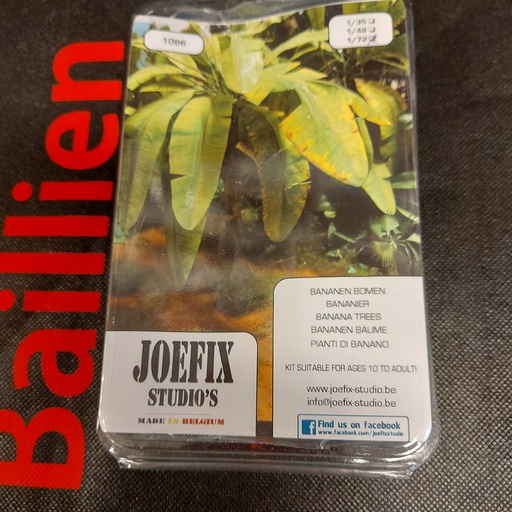 1086
1/35
1/48
1/72
Baillien
BANANEN BOMEN
BANANIER
BANANA TREES
BANANEN BÄUME
PIANTI DI BANANO
KIT SUITABLE FOR AGES 10 TO ADULT!
www.joefix-studio.be
info@joefix-studio.be
JOEFIX
STUDIO'S
MADE IN BELGIUM
f Find us on facebook
www.facebook.com/joefixstudio